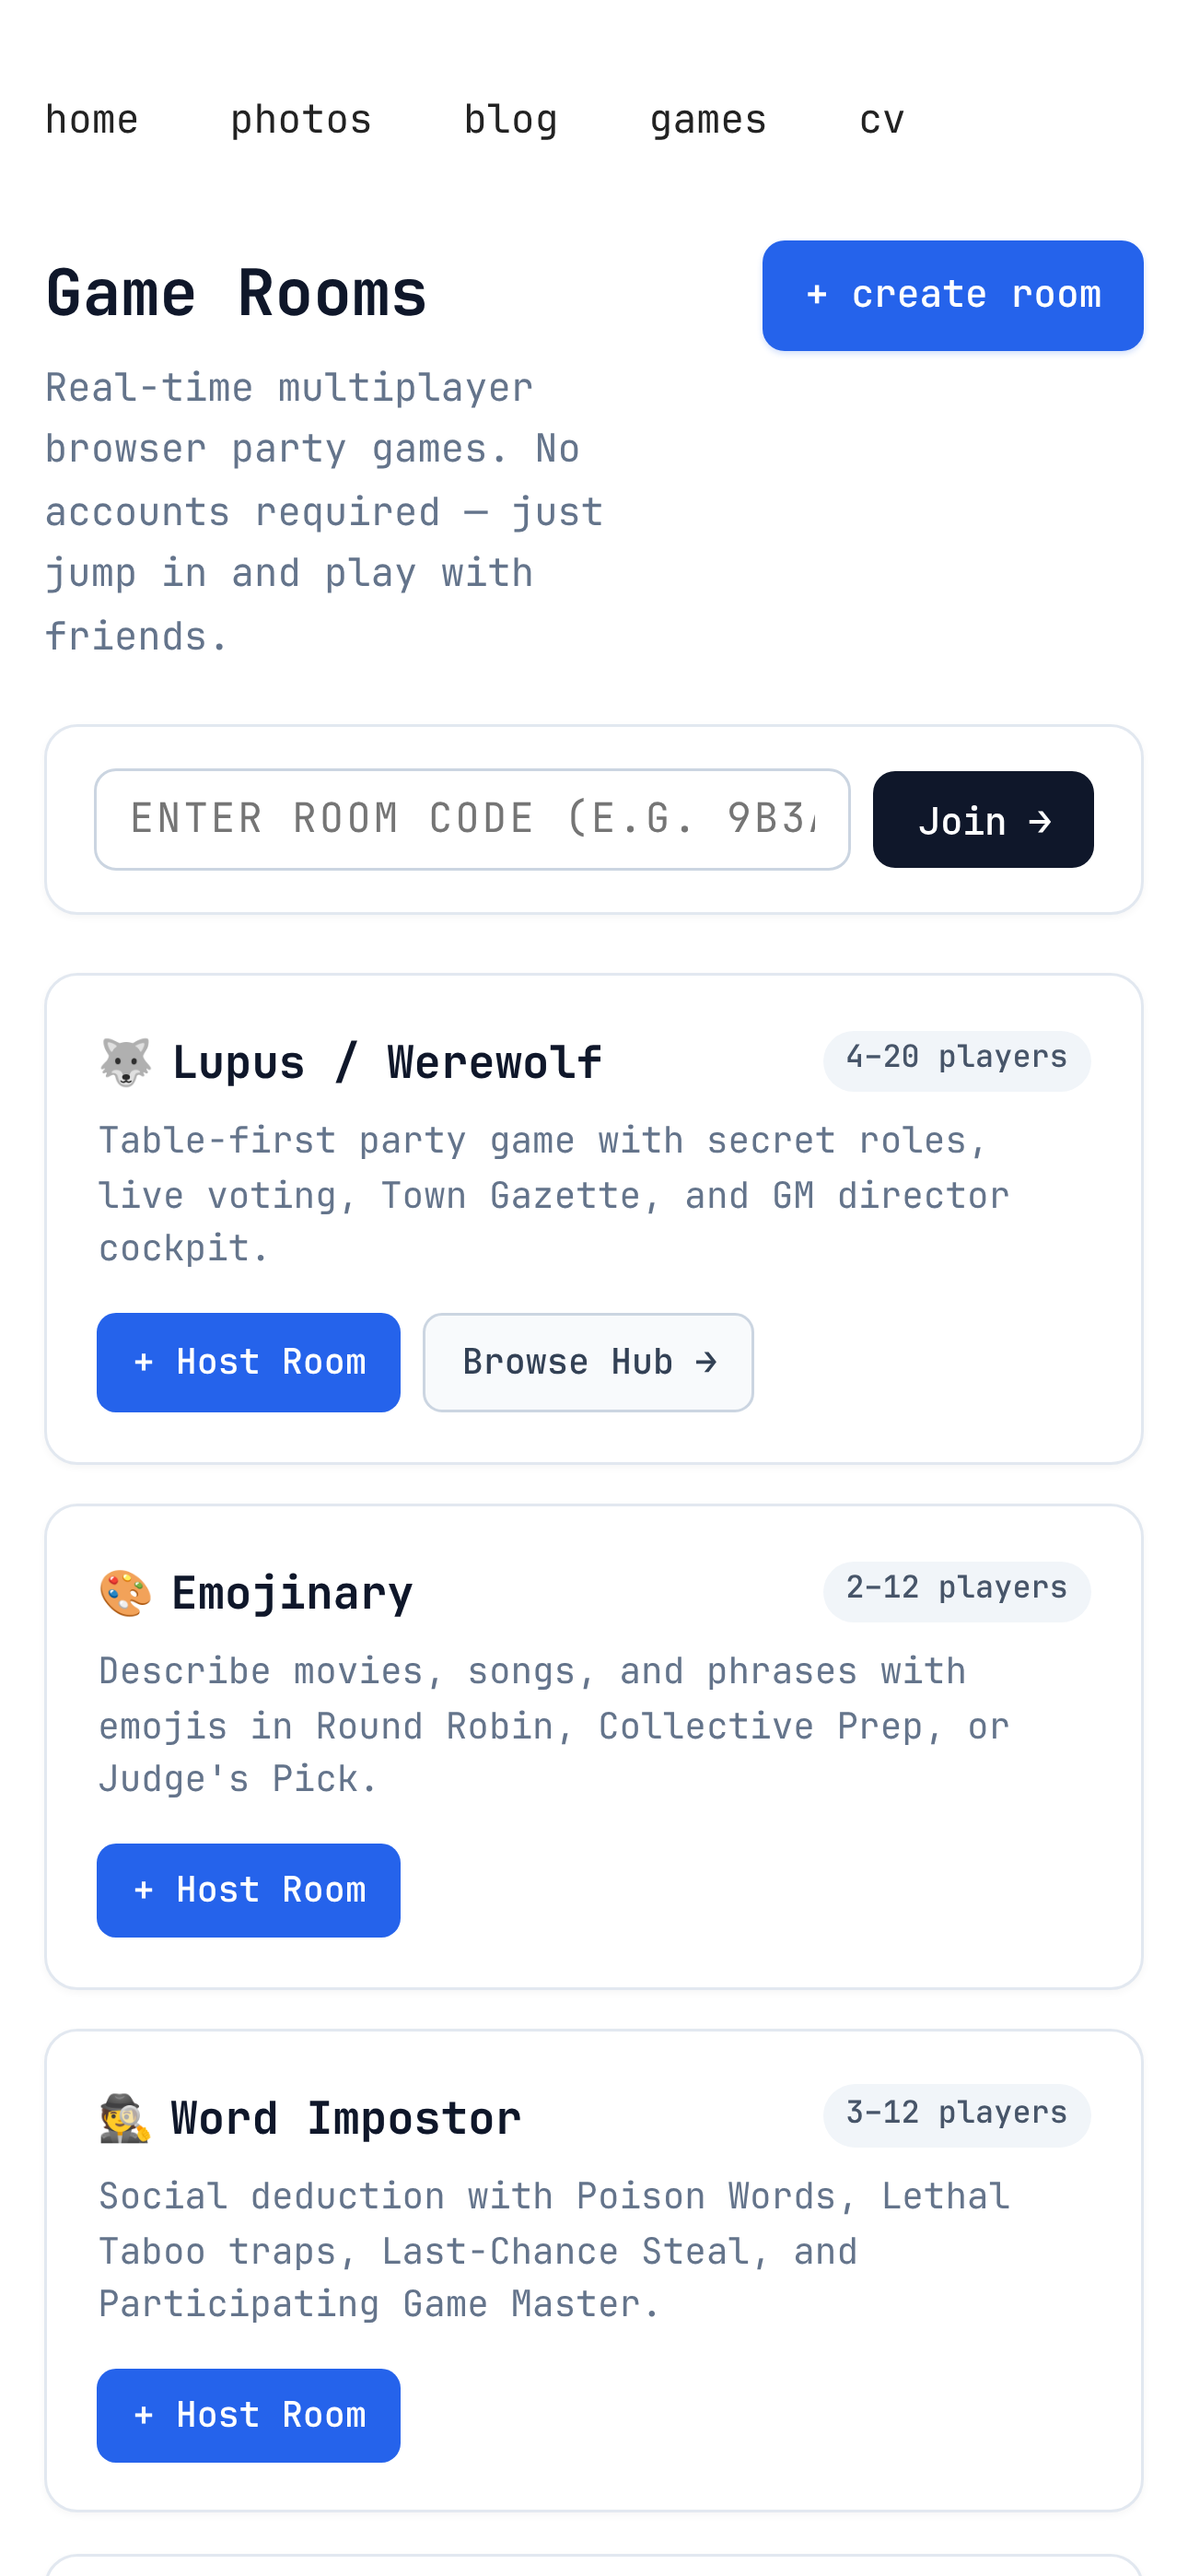 home photos blog games cv
Game Rooms
+ create room
Real-time multiplayer
browser party games. No
accounts required — just
jump in and play with
friends.
ENTER ROOM CODE (E.G. 9B3
Join →
🐺 Lupus / Werewolf
4–20 players
Table-first party game with secret roles,
live voting, Town Gazette, and GM director
cockpit.
+ Host Room
Browse Hub →
🎨 Emojinary
2–12 players
Describe movies, songs, and phrases with
emojis in Round Robin, Collective Prep, or
Judge's Pick.
+ Host Room
🕵️ Word Impostor
3–12 players
Social deduction with Poison Words, Lethal
Taboo traps, Last-Chance Steal, and
Participating Game Master.
+ Host Room